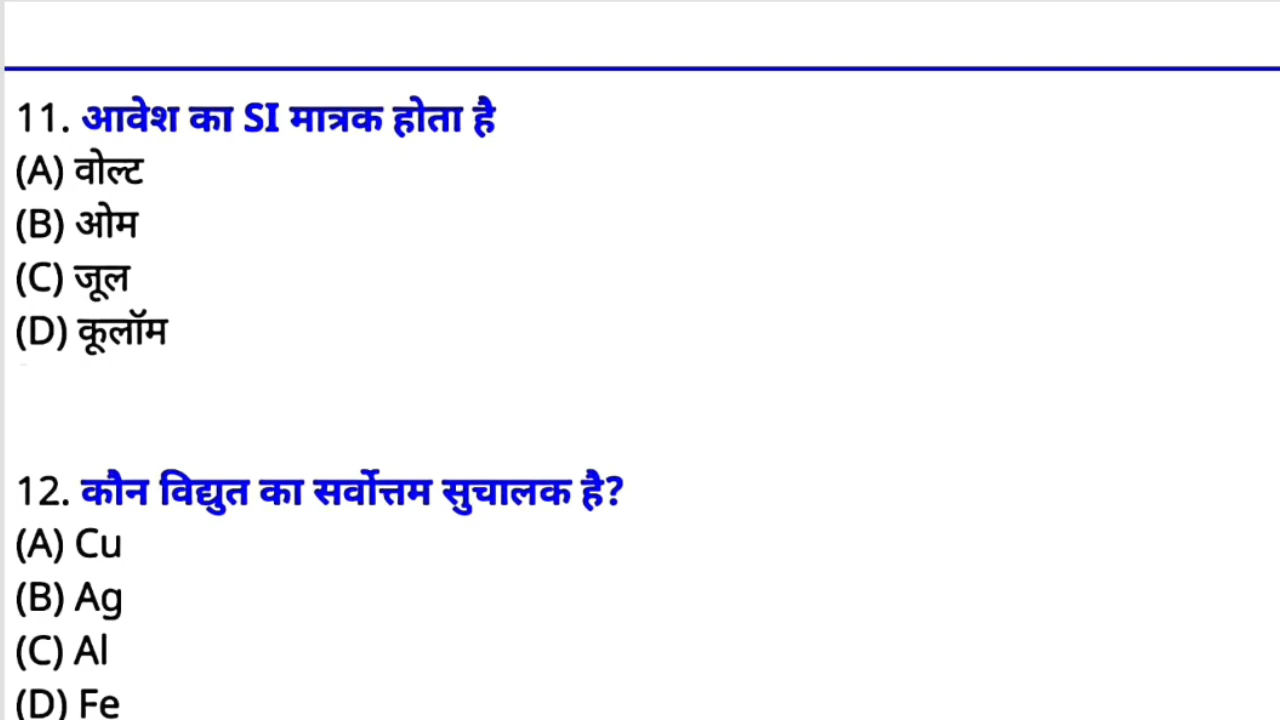 11. आवेश का SI मात्रक होता है
(A) वोल्ट
(B) ओम
(C) जूल
(D) कूलॉम
12. कौन विद्युत का सर्वोत्तम सुचालक है?
(A) Cu
(B) Ag
(C) Al
(D) Fe